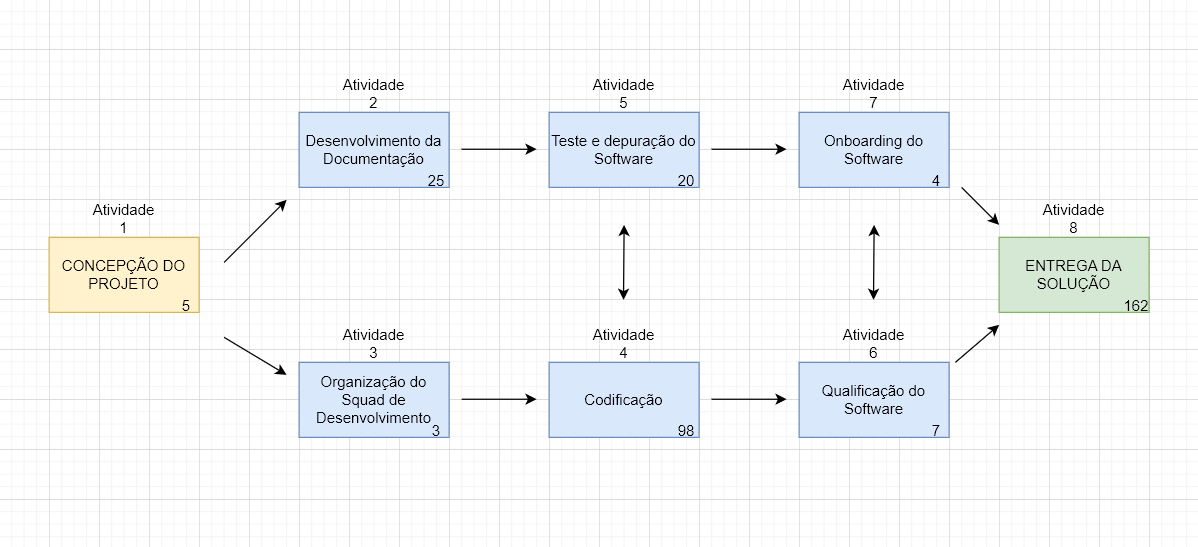 Atividade
2
Desenvolvimento da
Documentação
25
Atividade
5
Teste e depuração do
Software
20
Atividade
7
Onboarding do
Software
4
Atividade
1
CONCEPÇÃO DO
PROJETO
5
Atividade
8
ENTREGA DA
SOLUÇÃO
162
Atividade
3
Organização do
Squad de
Desenvolvimento
3
Atividade
4
Codificação
98
Atividade
6
Qualificação do
Software
7